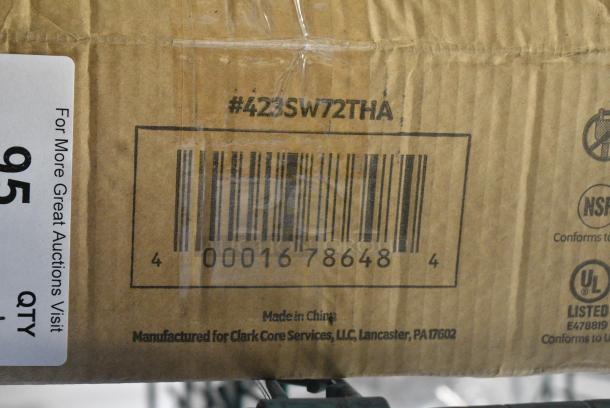 #423SW72THA
4 00016 78648 4
Made in China
Manufactured for Clark Core Services, LLC, Lancaster, PA 17602
For More Great Auctions Visit
95
QTY
NSF
Conforms to
UL
LISTED
E478819
Conforms to U